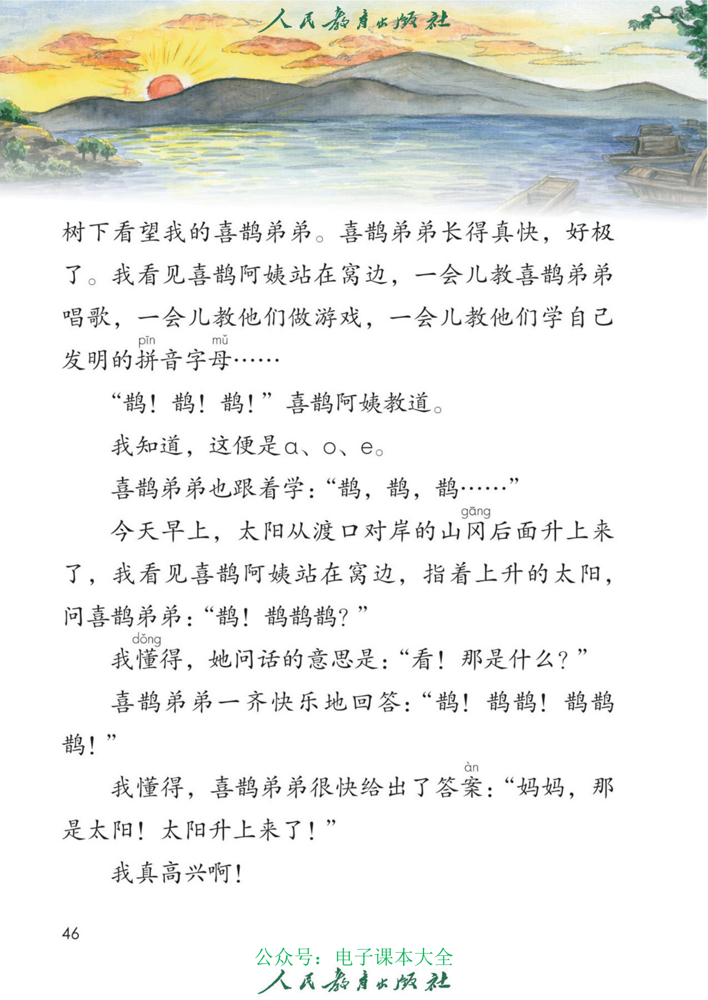 人民教育出版社
树下看望我的喜鹊弟弟。喜鹊弟弟长得真快，好极
了。我看见喜鹊阿姨站在窝边，一会儿教喜鹊弟弟
唱歌，一会儿教他们做游戏，一会儿教他们学自己
pīn mǔ
发明的拼音字母……
“鹊！鹊！鹊！”喜鹊阿姨教道。
我知道，这便是ɑ、o、e。
喜鹊弟弟也跟着学：“鹊，鹊，鹊……”
gāng
今天早上，太阳从渡口对岸的山冈后面升上来
了，我看见喜鹊阿姨站在窝边，指着上升的太阳，
问喜鹊弟弟：“鹊！鹊鹊鹊？”
dǒng
我懂得，她问话的意思是：“看！那是什么？”
喜鹊弟弟一齐快乐地回答：“鹊！鹊鹊！鹊鹊
鹊！”
àn
我懂得，喜鹊弟弟很快给出了答案：“妈妈，那
是太阳！太阳升上来了！”
我真高兴啊！
46
公众号：电子课本大全
人民教育出版社